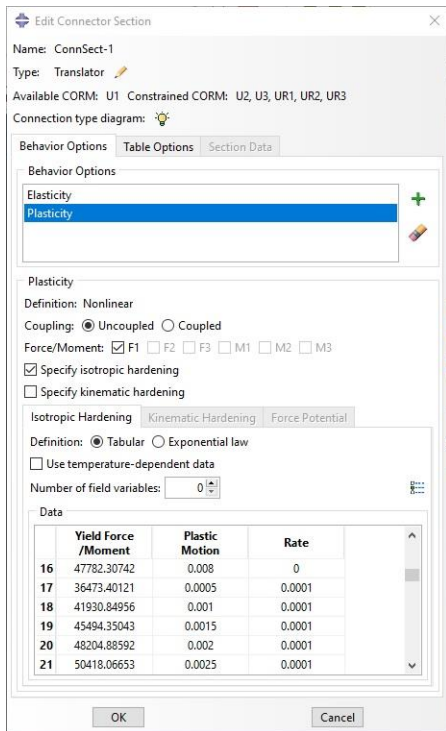 Edit Connector Section
Name: ConnSect-1
Type: Translator
Available CORM: U1 Constrained CORM: U2, U3, UR1, UR2, UR3
Connection type diagram:
Behavior Options Table Options Section Data
Behavior Options
Elasticity
Plasticity
Plasticity
Definition: Nonlinear
Coupling: Uncoupled Coupled
Force/Moment: F1 F2 F3 M1 M2 M3
Specify isotropic hardening
Specify kinematic hardening
Isotropic Hardening Kinematic Hardening Force Potential
Definition: Tabular Exponential law
Use temperature-dependent data
Number of field variables: 0
Data
Yield Force Plastic Rate
/Moment Motion
16 47782.30742 0.008 0
17 36473.40121 0.0005 0.0001
18 41930.84956 0.001 0.0001
19 45494.35043 0.0015 0.0001
20 48204.88592 0.002 0.0001
21 50418.06653 0.0025 0.0001
OK Cancel